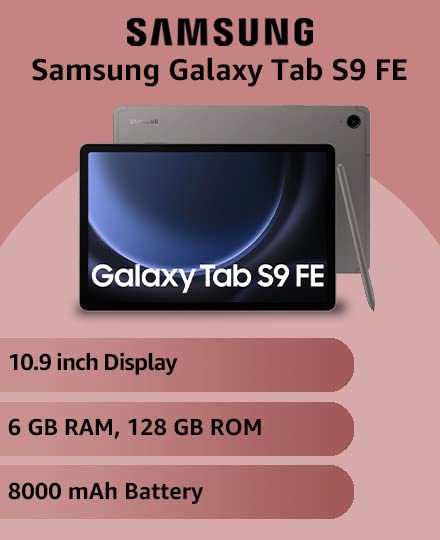 SAMSUNG
Samsung Galaxy Tab S9 FE
SAMSUNG
Galaxy Tab S9 FE
10.9 inch Display
6 GB RAM, 128 GB ROM
8000 mAh Battery